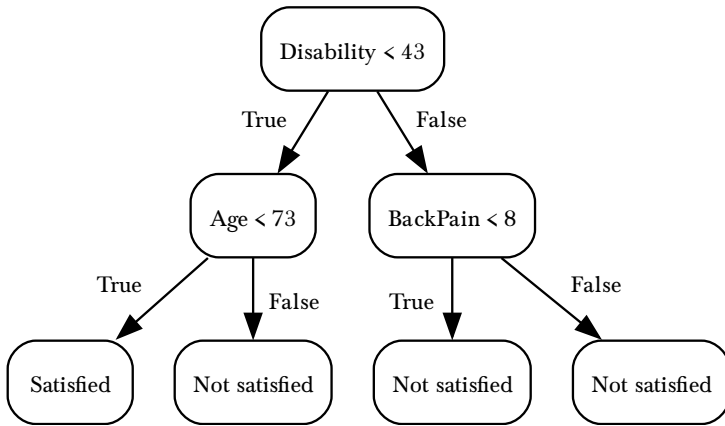 Disability < 43
True
False
Age < 73
BackPain < 8
True
False
True
False
Satisfied
Not satisfied
Not satisfied
Not satisfied